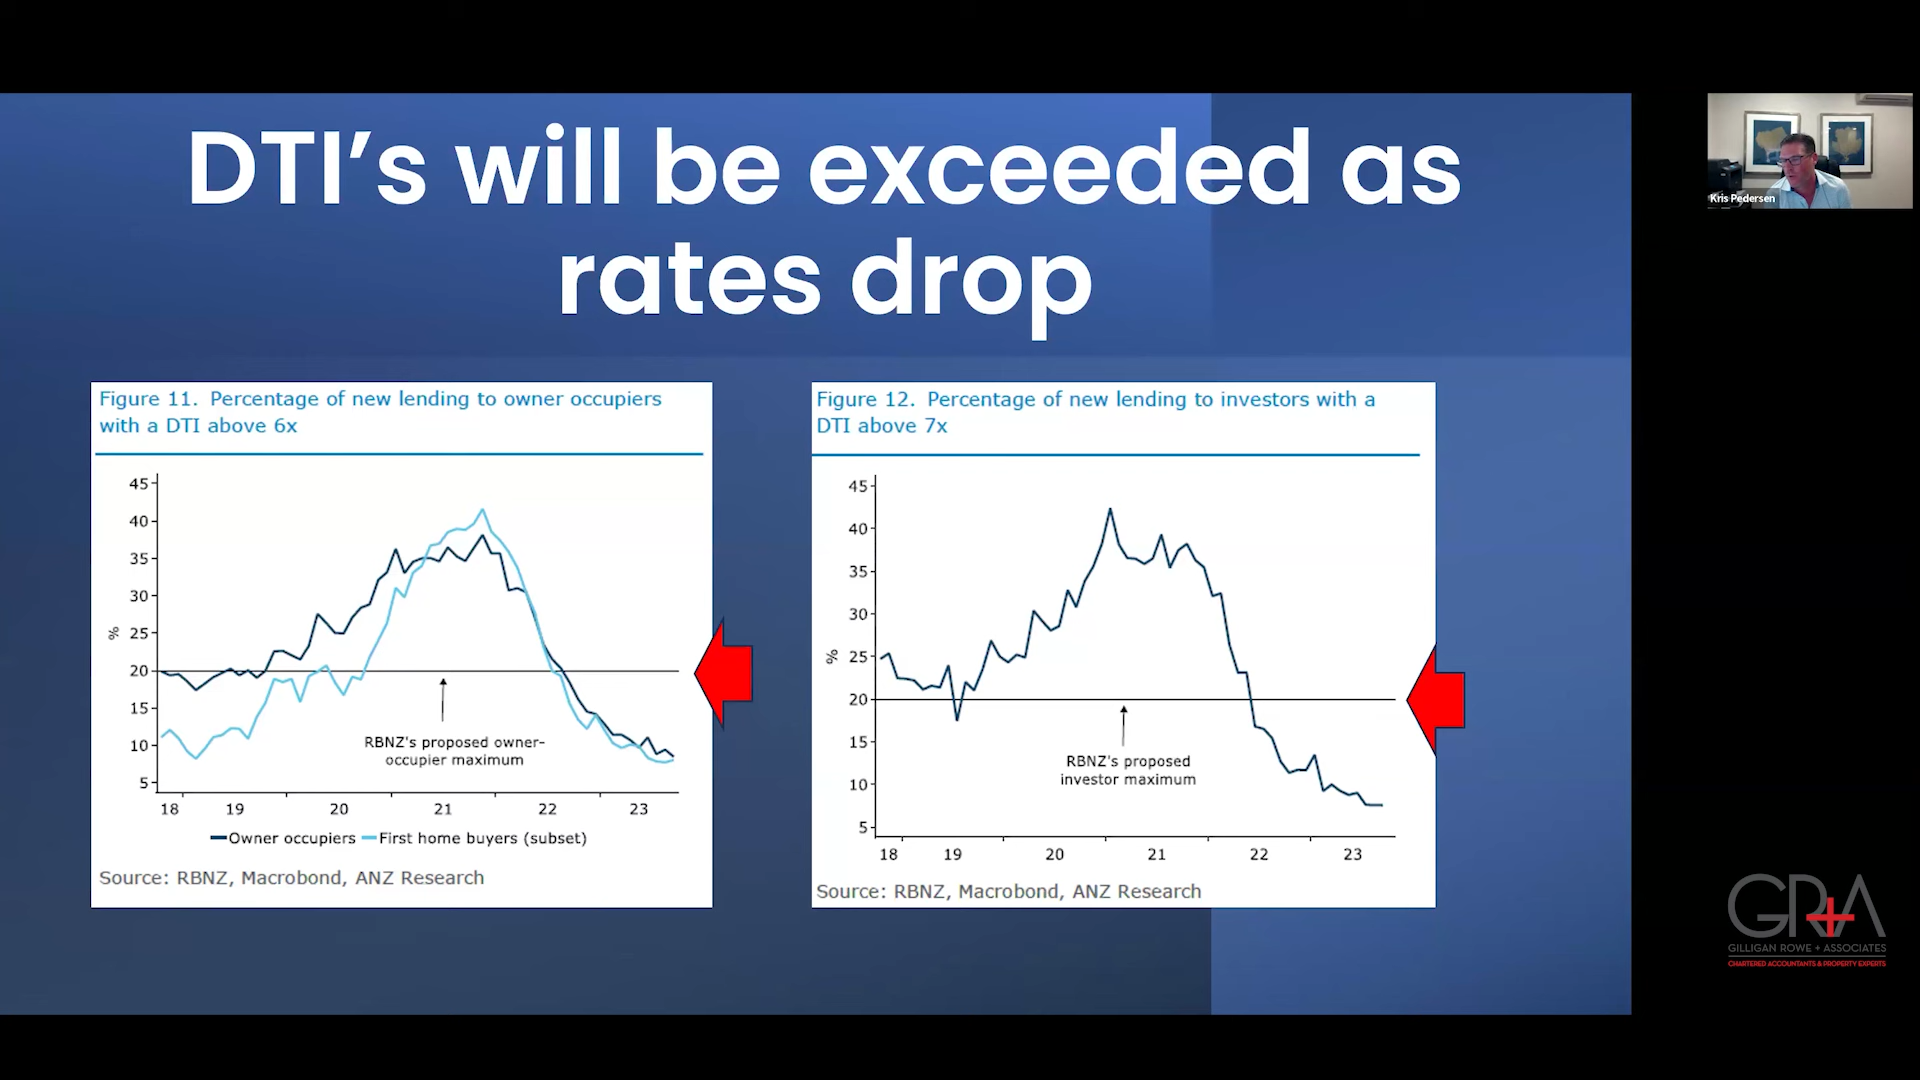 DTI's will be exceeded as
rates drop
Kris Pedersen
Figure 11. Percentage of new lending to owner occupiers
with a DTI above 6x
45
40
35
30
25
20
15
10
5
%
RBNZ's proposed owner-
occupier maximum
18 19 20 21 22 23
Owner occupiers First home buyers (subset)
Source: RBNZ, Macrobond, ANZ Research
Figure 12. Percentage of new lending to investors with a
DTI above 7x
45
40
35
30
25
20
15
10
5
%
RBNZ's proposed
investor maximum
18 19 20 21 22 23
Source: RBNZ, Macrobond, ANZ Research
GR+A
GILLIGAN ROWE + ASSOCIATES
CHARTERED ACCOUNTANTS & PROPERTY EXPERTS